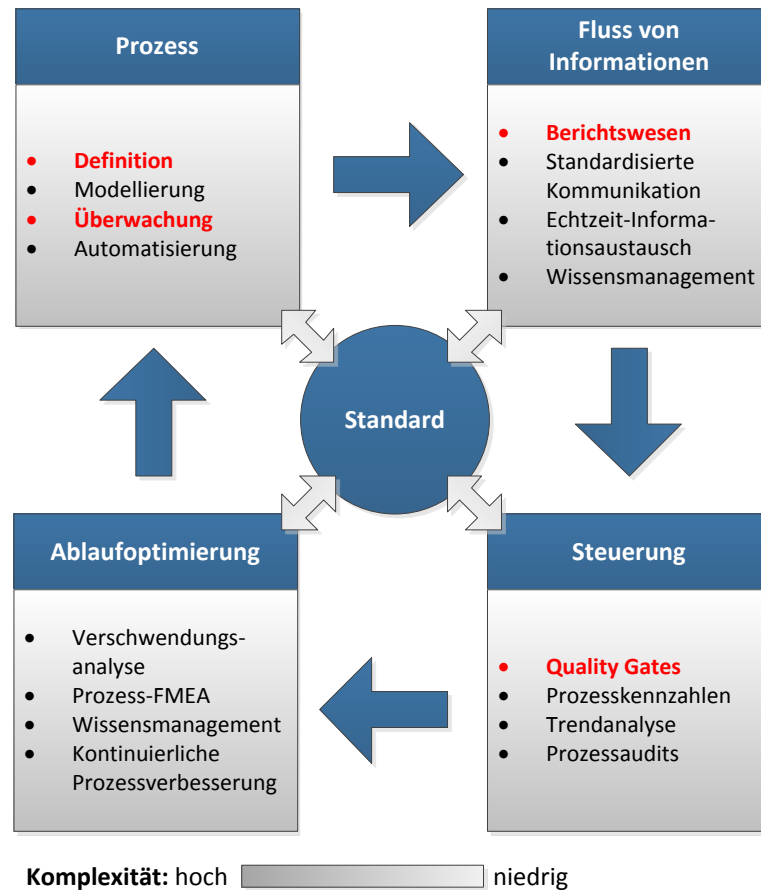 Prozess
• Definition
• Modellierung
• Überwachung
• Automatisierung
Fluss von
Informationen
• Berichtswesen
• Standardisierte
Kommunikation
• Echtzeit-Informa-
tionsaustausch
• Wissensmanagement
Standard
Ablaufoptimierung
• Verschwendungs-
analyse
• Prozess-FMEA
• Wissensmanagement
• Kontinuierliche
Prozessverbesserung
Steuerung
• Quality Gates
• Prozesskennzahlen
• Trendanalyse
• Prozessaudits
Komplexität: hoch niedrig